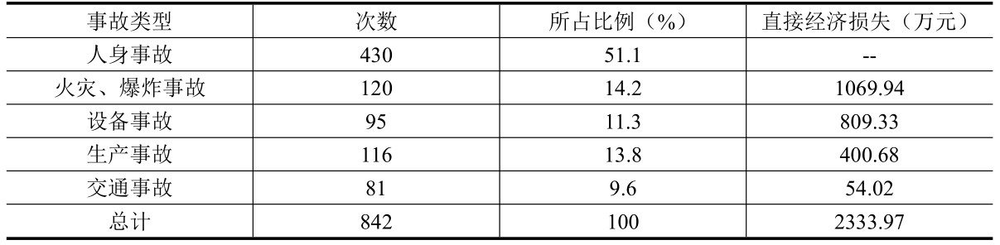 事故类型 次数 所占比例（%） 直接经济损失（万元）
人身事故 430 51.1 --
火灾、爆炸事故 120 14.2 1069.94
设备事故 95 11.3 809.33
生产事故 116 13.8 400.68
交通事故 81 9.6 54.02
总计 842 100 2333.97